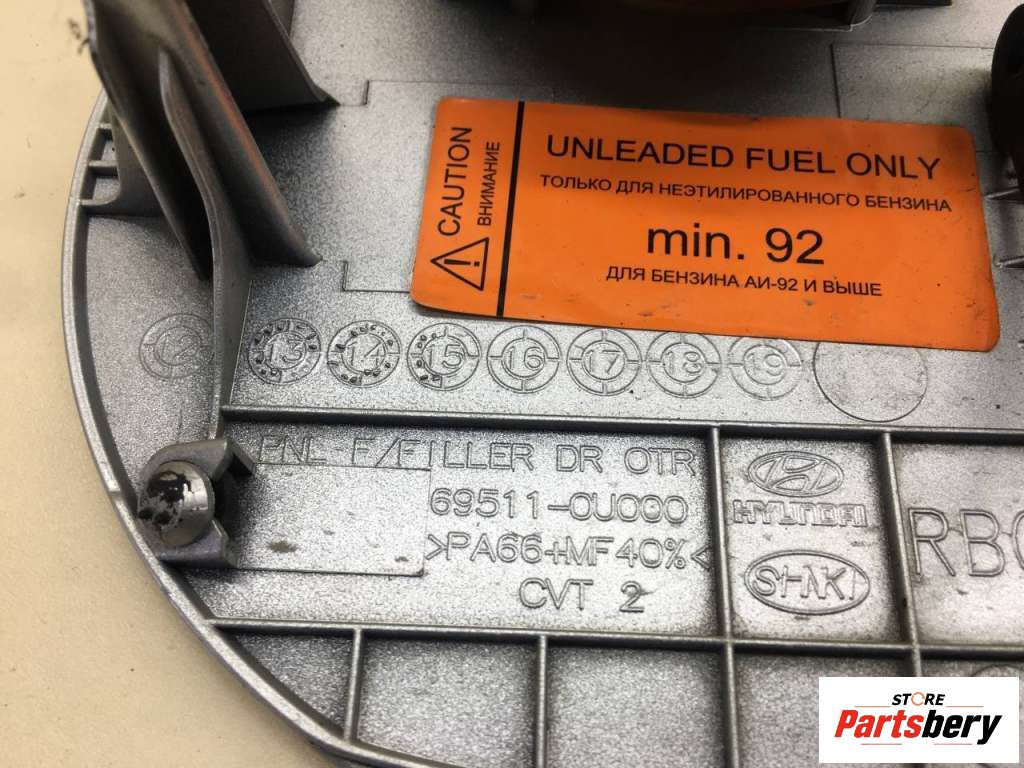 CAUTION
ВНИМАНИЕ
UNLEADED FUEL ONLY
ТОЛЬКО ДЛЯ НЕЭТИЛИРОВАННОГО БЕНЗИНА
min. 92
ДЛЯ БЕНЗИНА АИ-92 И ВЫШЕ
12 13 14 15 16 17 18 19
PNL-F/FILLER DR OTR
69511-0U000
>PA66+MF40%<
CVT 2
HYUNDAI
RB
STORE
Partsbery